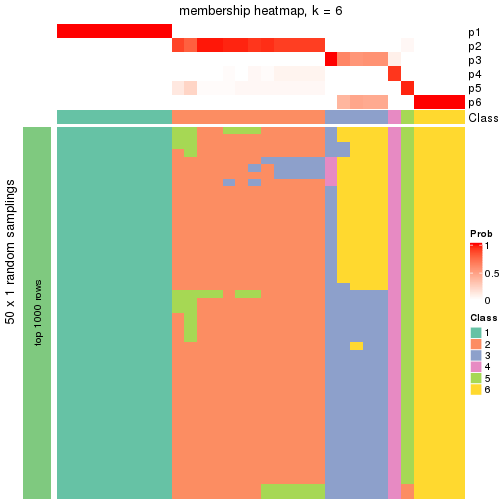 membership heatmap, k = 6
p1
p2
p3
p4
p5
p6
Class
50 x 1 random samplings
top 1000 rows
Prob
1
0.5
0
Class
1
2
3
4
5
6